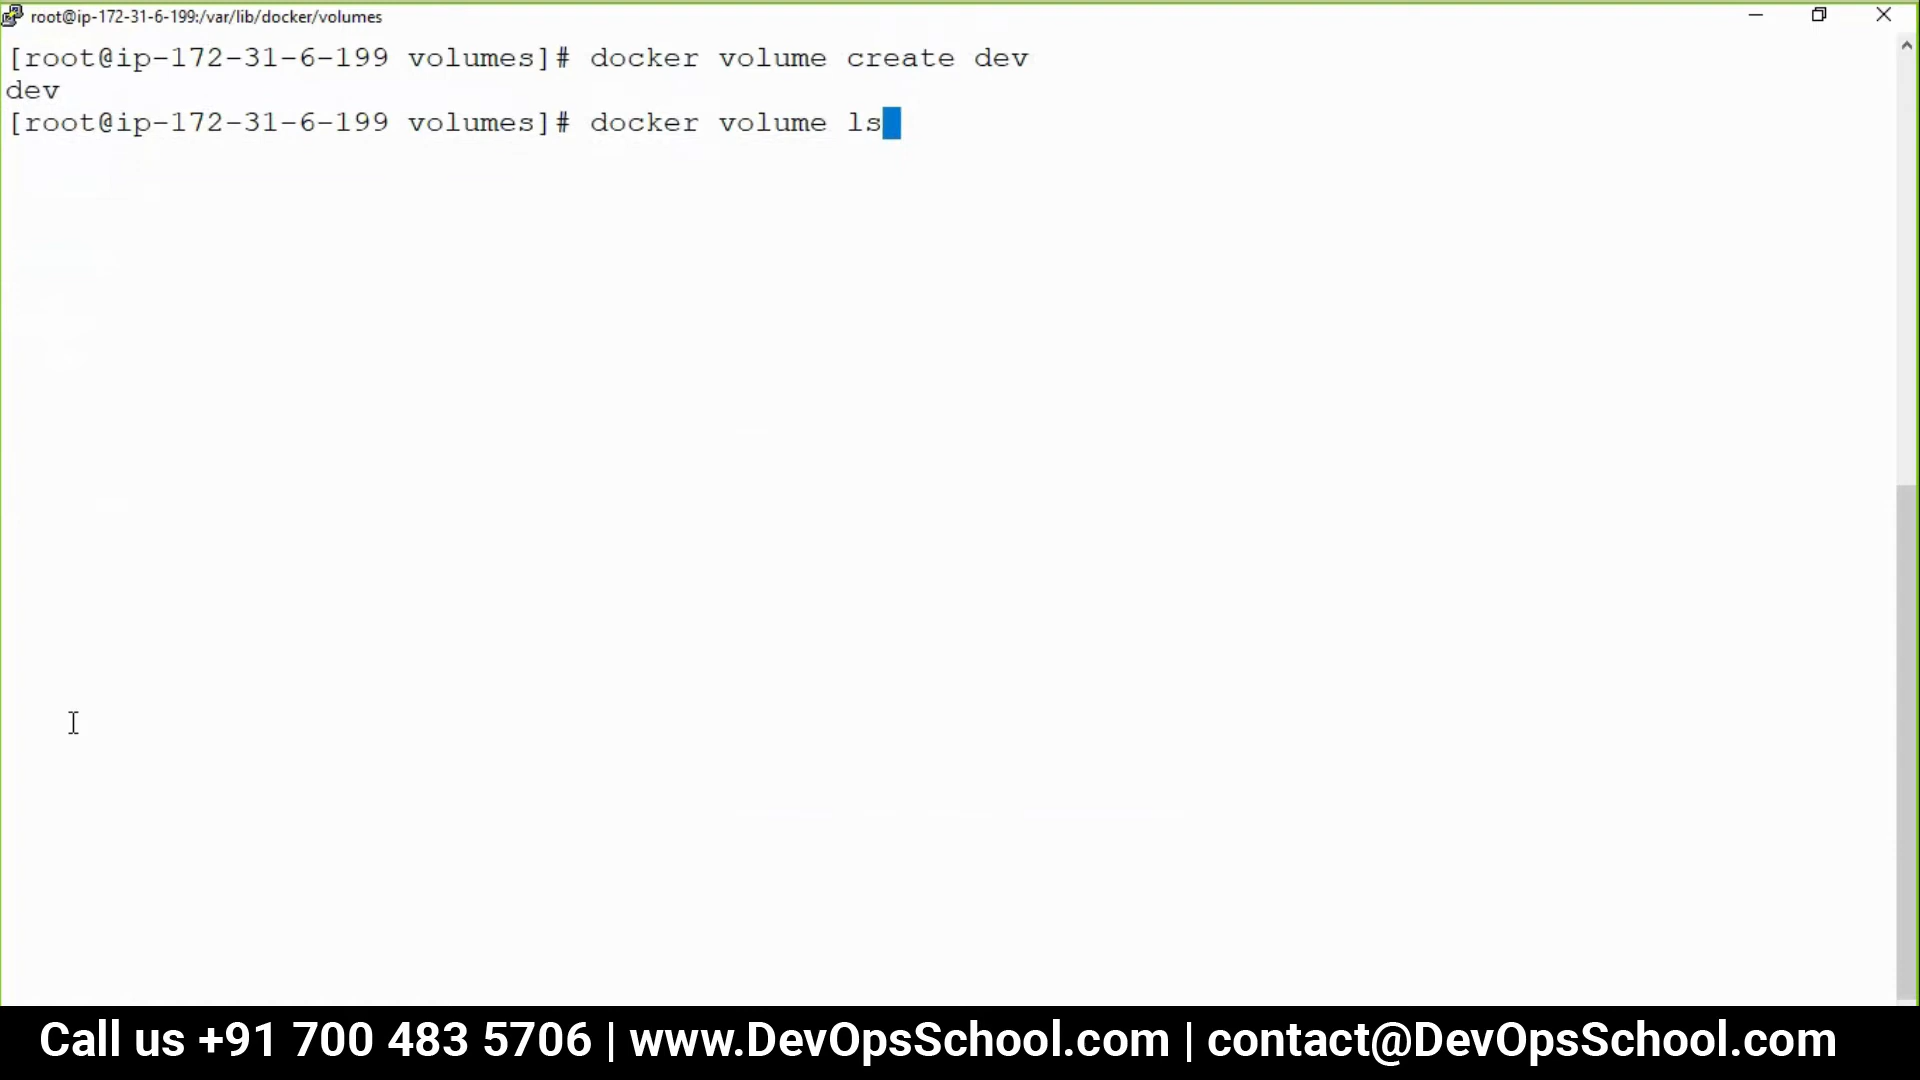 root@ip-172-31-6-199:/var/lib/docker/volumes
[root@ip-172-31-6-199 volumes]# docker volume create dev
dev
[root@ip-172-31-6-199 volumes]# docker volume ls
Call us +91 700 483 5706 | www.DevOpsSchool.com | contact@DevOpsSchool.com